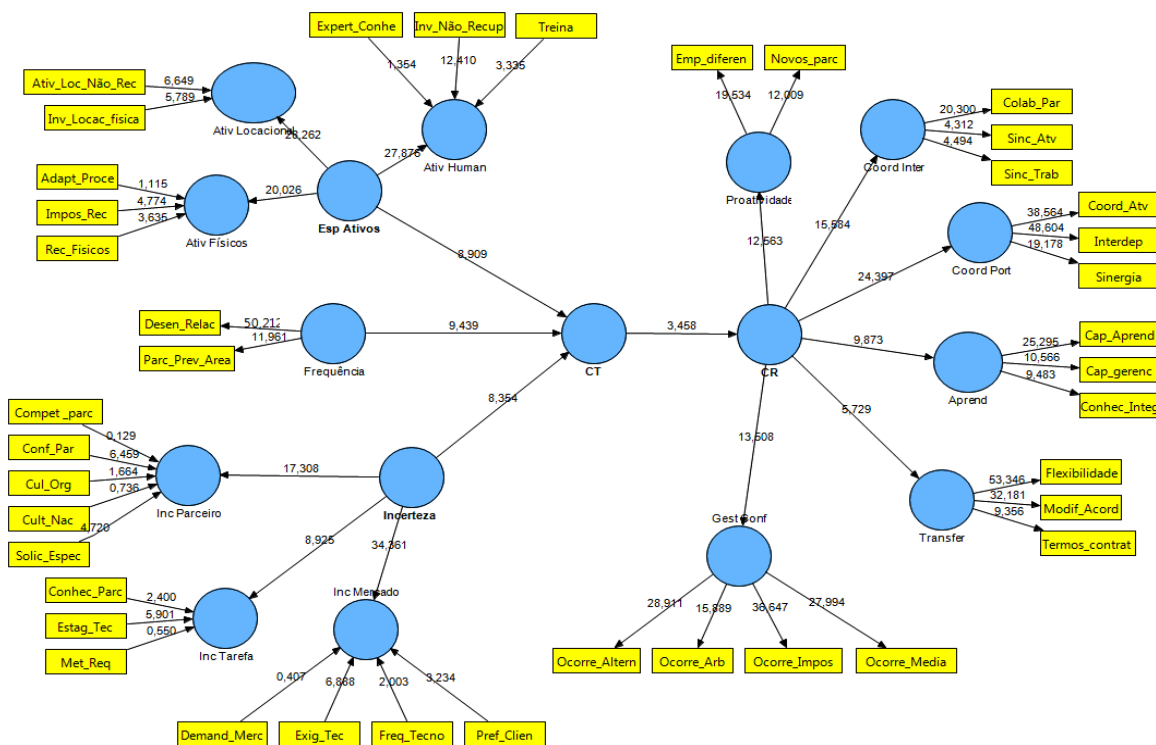 Expert_Conhe
Inv_Não_Recup
Treina
1,354
12,410
3,335
Ativ_Loc_Não_Rec
6,649
Inv_Locac_fisica
5,789
Ativ Locacional
27,876
Ativ Human
Adapt_Proce
1,115
Impos_Rec
4,774
Rec_Fisicos
3,635
Ativ Físicos
20,026
Esp Ativos
8,909
Emp_diferen
Novos_parc
19,534
12,009
Proatividade
12,563
Colab_Par
20,300
Sinc_Atv
4,312
Sinc_Trab
4,494
Coord Inter
15,584
Coord_Atv
38,564
Interdep
48,604
Sinergia
19,178
Coord Port
24,397
Desen_Relac
50,212
Parc_Prev_Area
11,961
Frequência
9,439
CT
3,458
CR
9,873
Cap_Aprend
25,295
Cap_gerenc
10,566
Conhec_Integ
9,483
Aprend
5,729
13,508
8,354
Compet _parc
0,129
Conf_Par
6,459
Cul_Org
1,664
Cult_Nac
0,736
Solic_Espec
4,720
Inc Parceiro
17,308
Incerteza
8,925
34,361
Flexibilidade
53,346
Modif_Acord
32,181
Termos_contrat
9,356
Transfer
Gest Conf
28,911
15,889
36,647
27,994
Ocorre_Altern
Ocorre_Arb
Ocorre_Impos
Ocorre_Media
Conhec_Parc
2,400
Estag_Tec
5,901
Met_Req
0,550
Inc Tarefa
Inc Mercado
0,407
6,888
2,003
3,234
Demand_Merc
Exig_Tec
Freq_Tecno
Pref_Clien